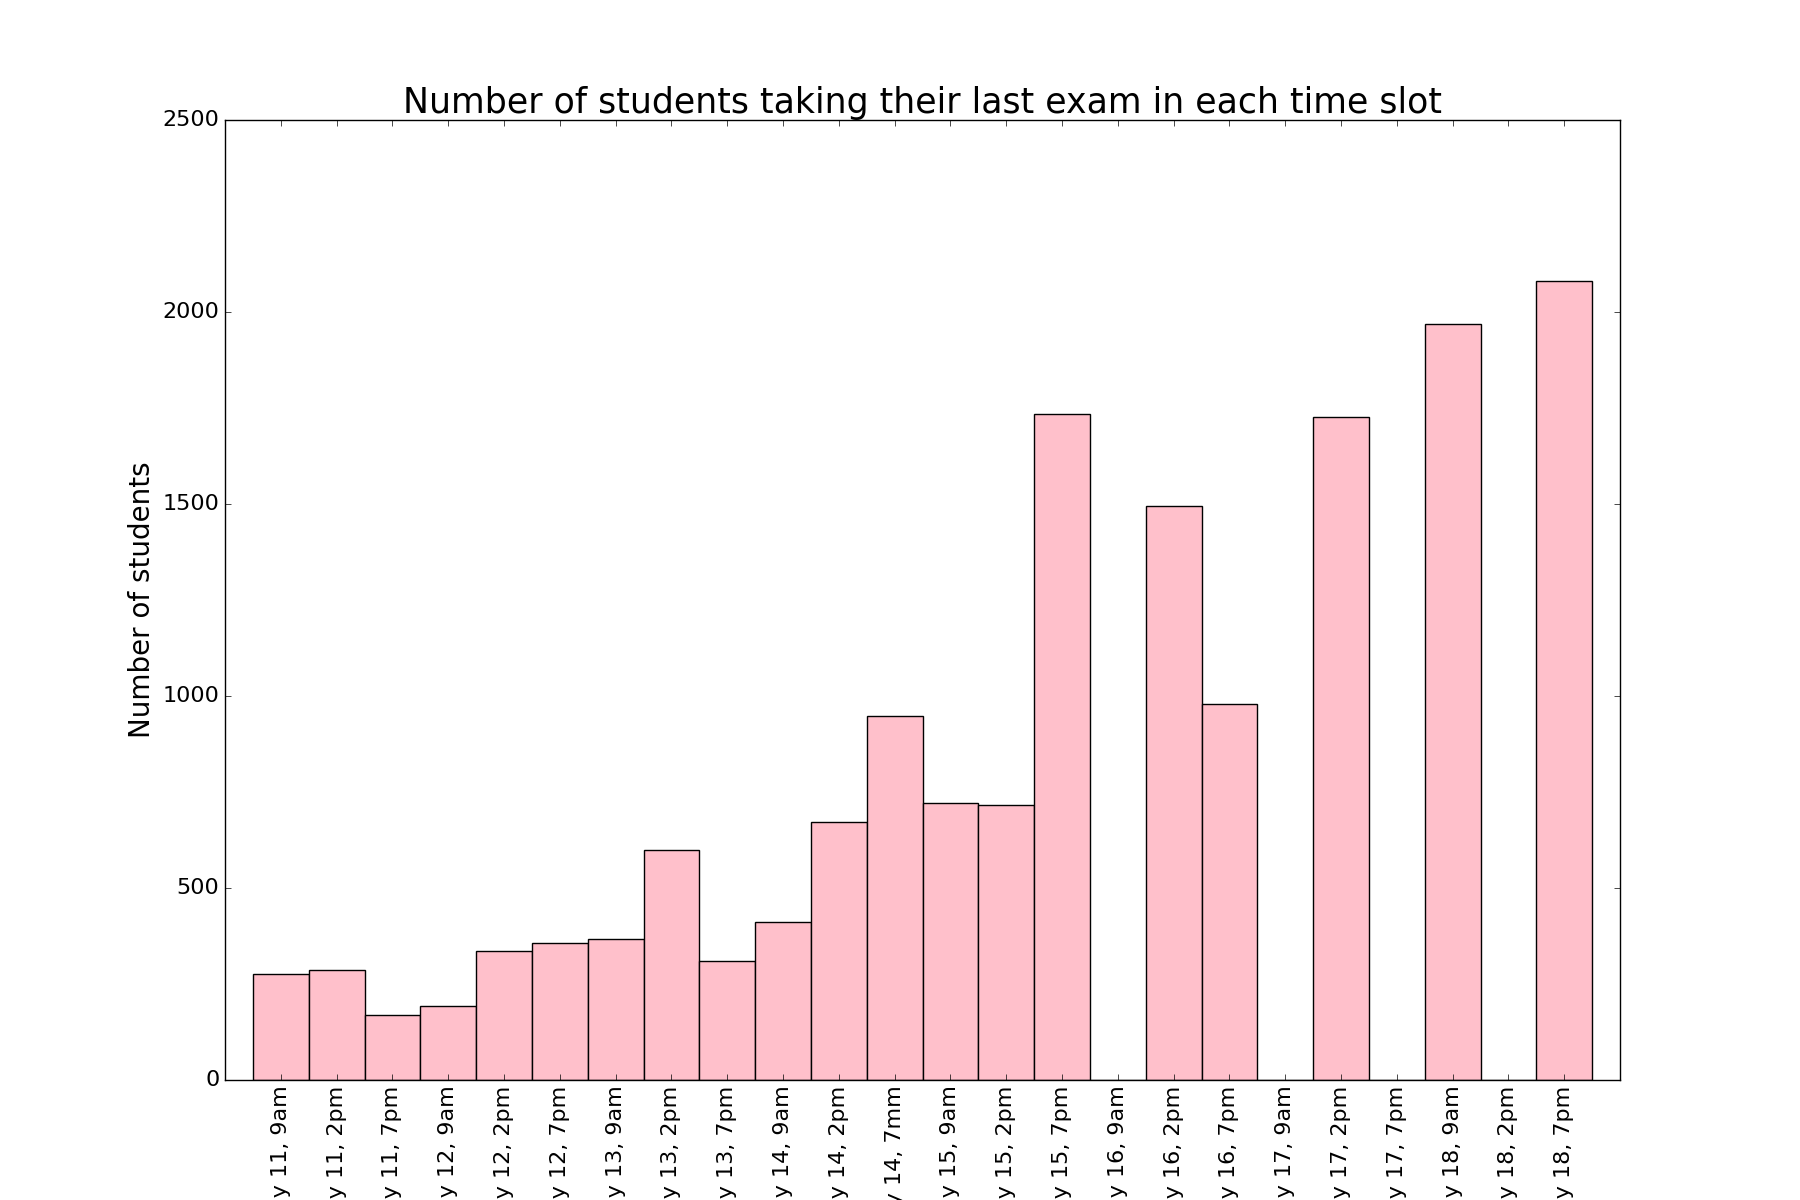 Number of students taking their last exam in each time slot
Number of students
2500
2000
1500
1000
500
0
y 11, 9am
y 11, 2pm
y 11, 7pm
y 12, 9am
y 12, 2pm
y 12, 7pm
y 13, 9am
y 13, 2pm
y 13, 7pm
y 14, 9am
y 14, 2pm
y 14, 7mm
y 15, 9am
y 15, 2pm
y 15, 7pm
y 16, 9am
y 16, 2pm
y 16, 7pm
y 17, 9am
y 17, 2pm
y 17, 7pm
y 18, 9am
y 18, 2pm
y 18, 7pm